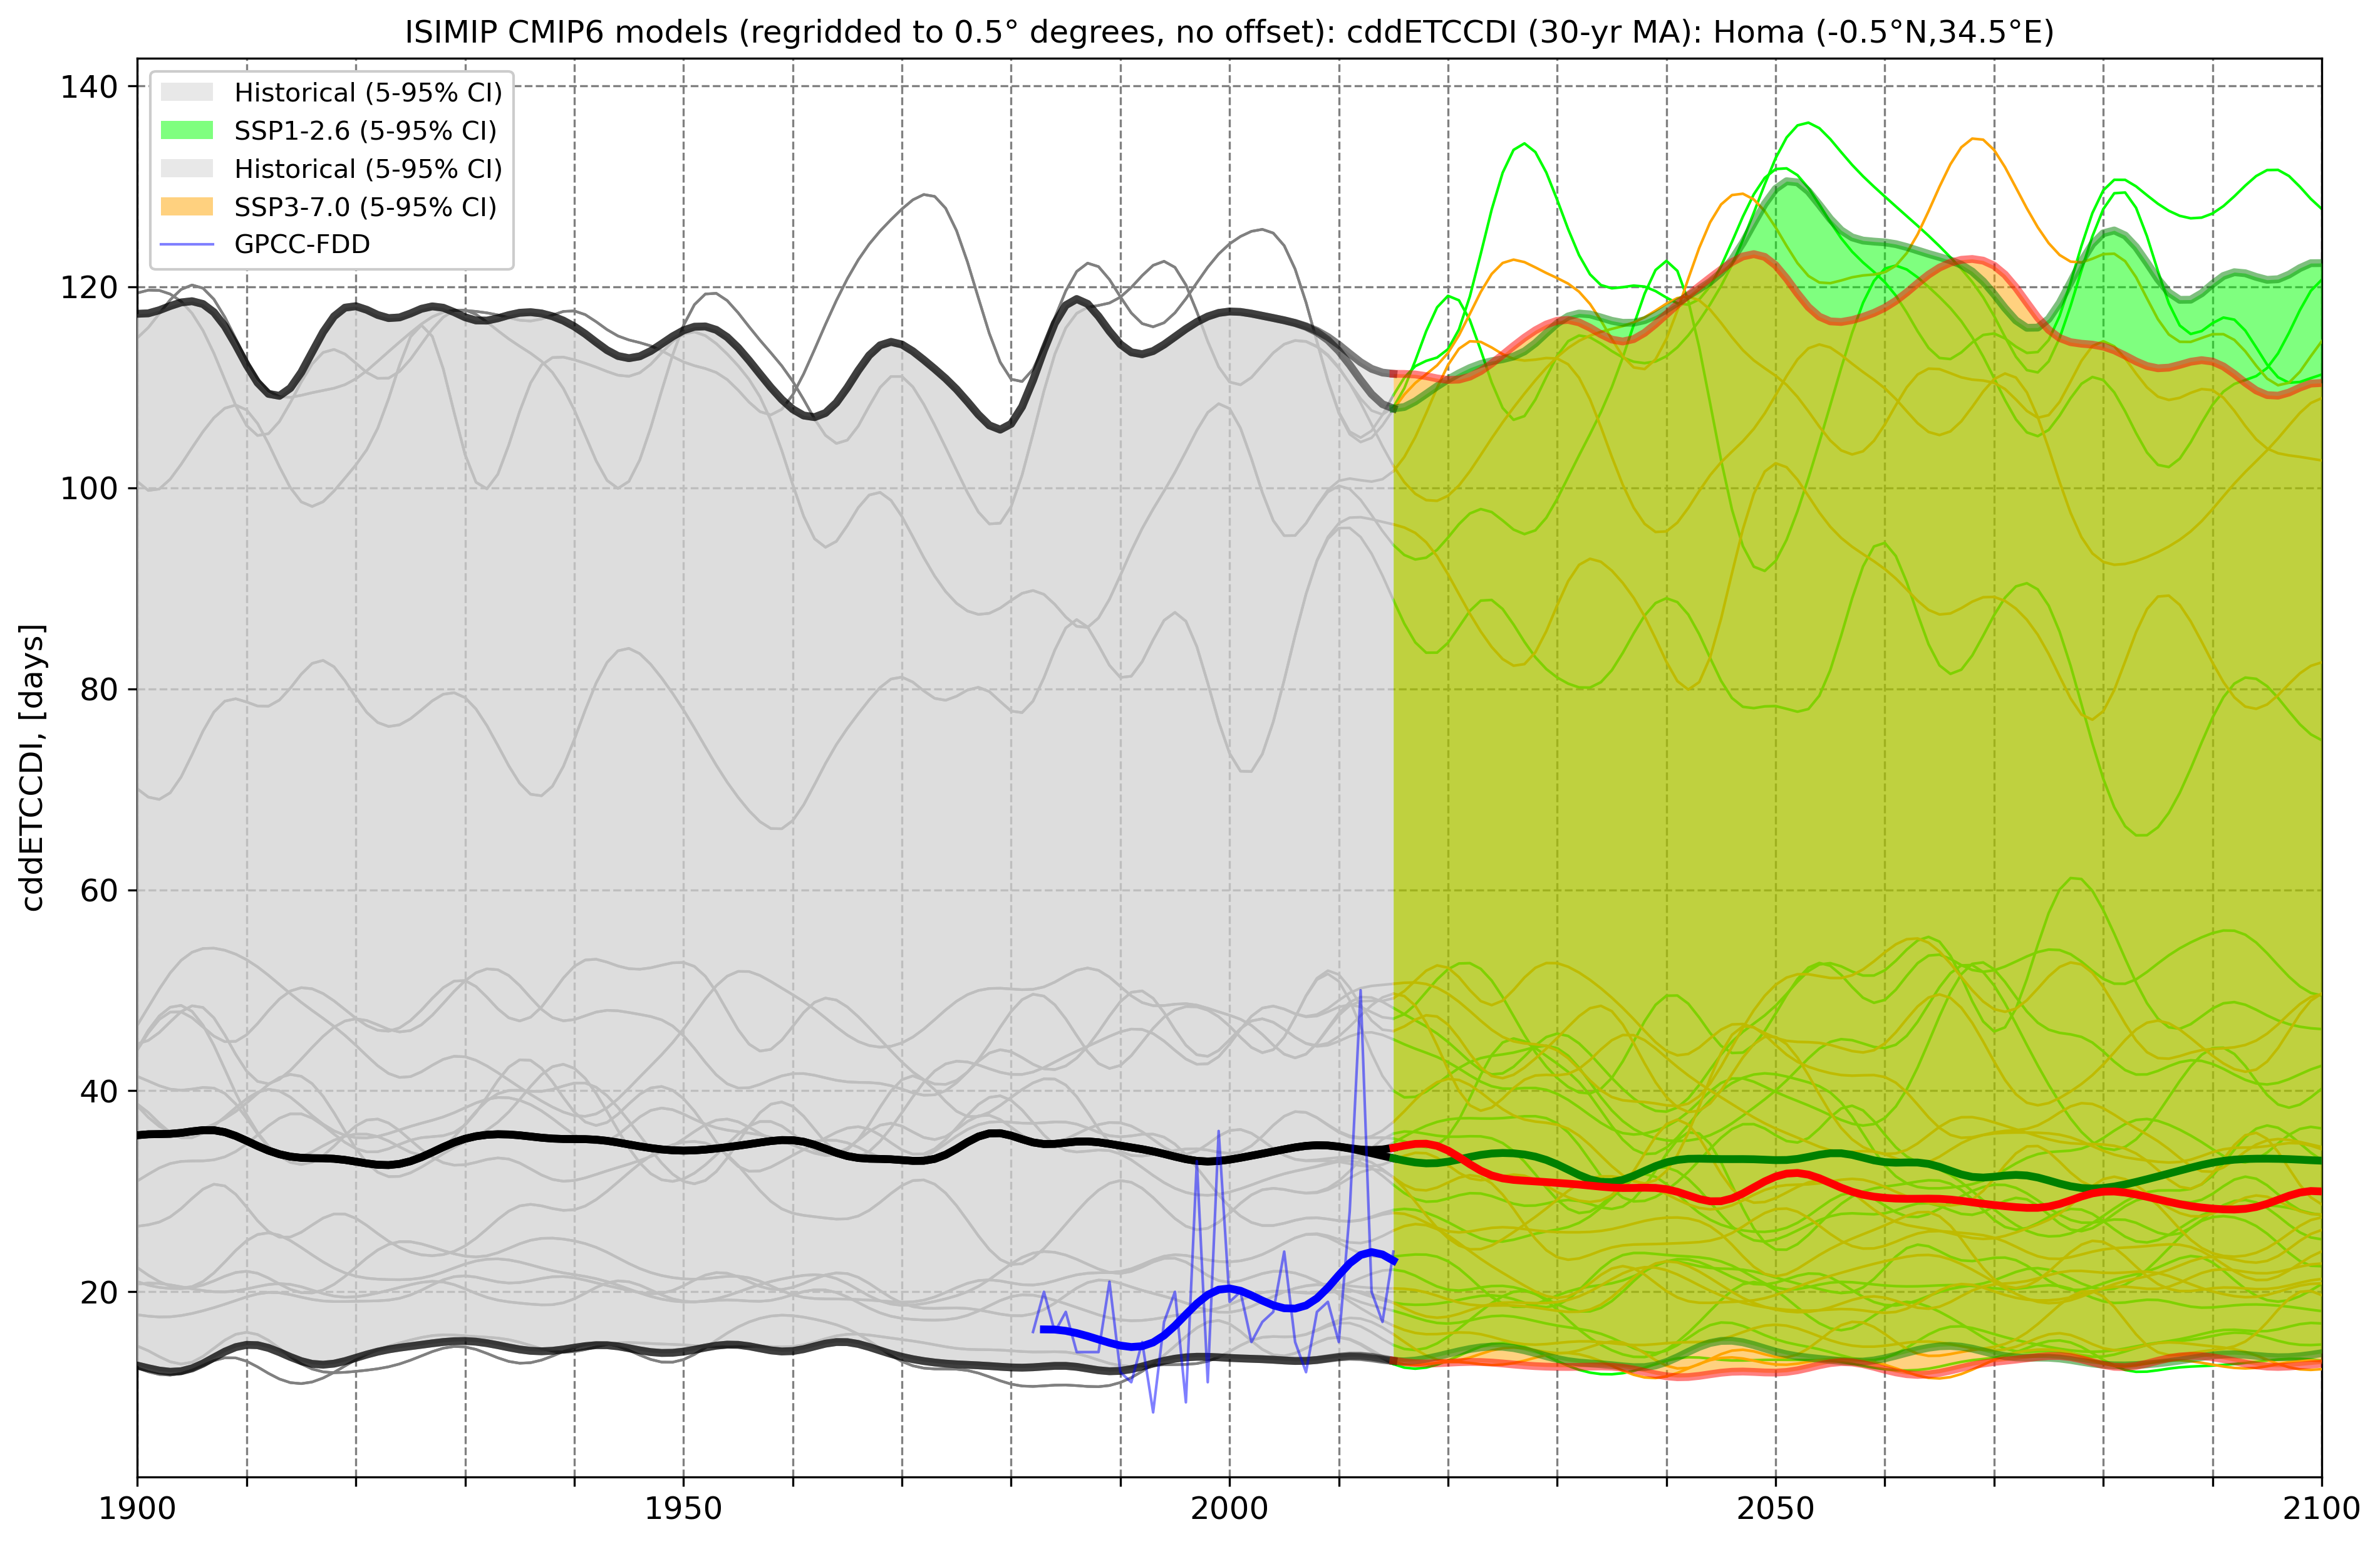 ISIMIP CMIP6 models (regridded to 0.5° degrees, no offset): cddETCCDI (30-yr MA): Homa (-0.5°N,34.5°E)
Historical (5-95% CI)
SSP1-2.6 (5-95% CI)
Historical (5-95% CI)
SSP3-7.0 (5-95% CI)
GPCC-FDD
cddETCCDI, [days]
140
120
100
80
60
40
20
1900 1950 2000 2050 2100